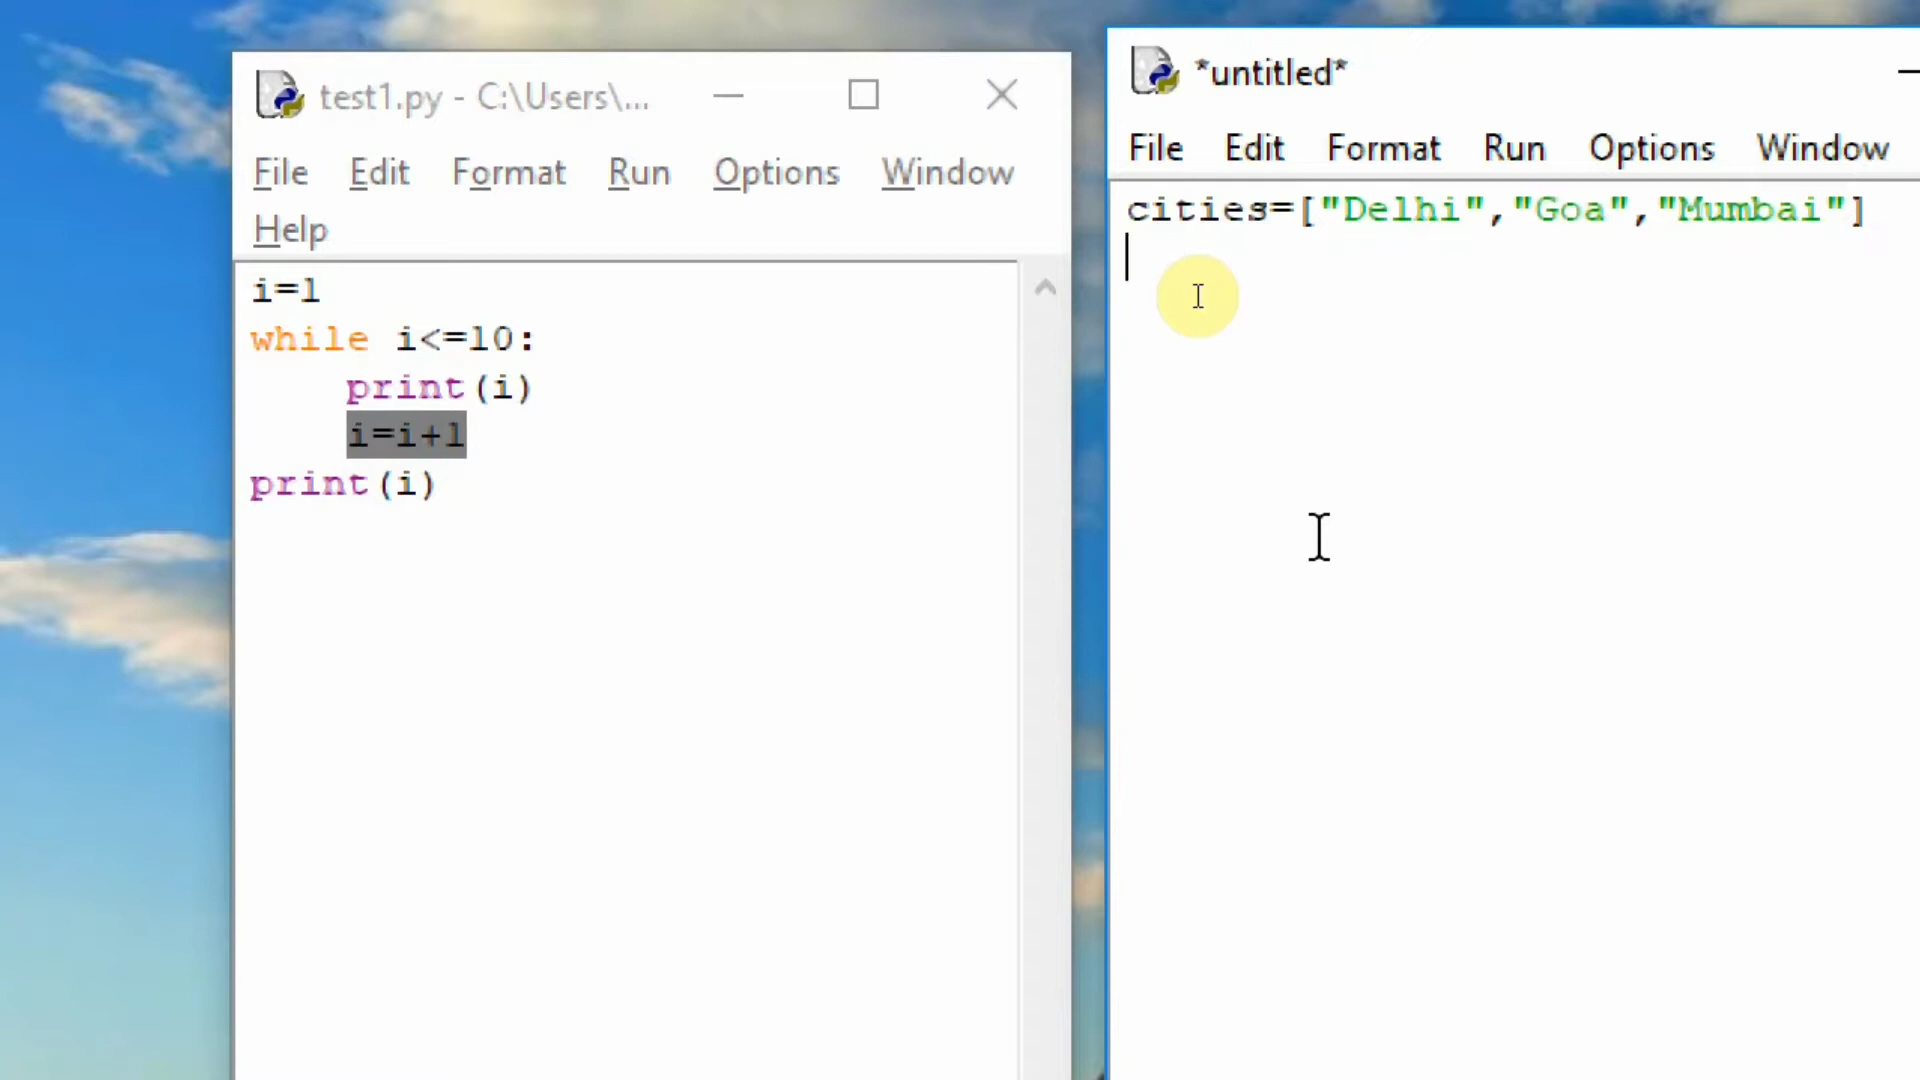 test1.py - C:\Users\...
File Edit Format Run Options Window
Help
i=1
while i<=10:
    print(i)
    i=i+1
print(i)
*untitled*
File Edit Format Run Options Window
cities=["Delhi","Goa","Mumbai"]